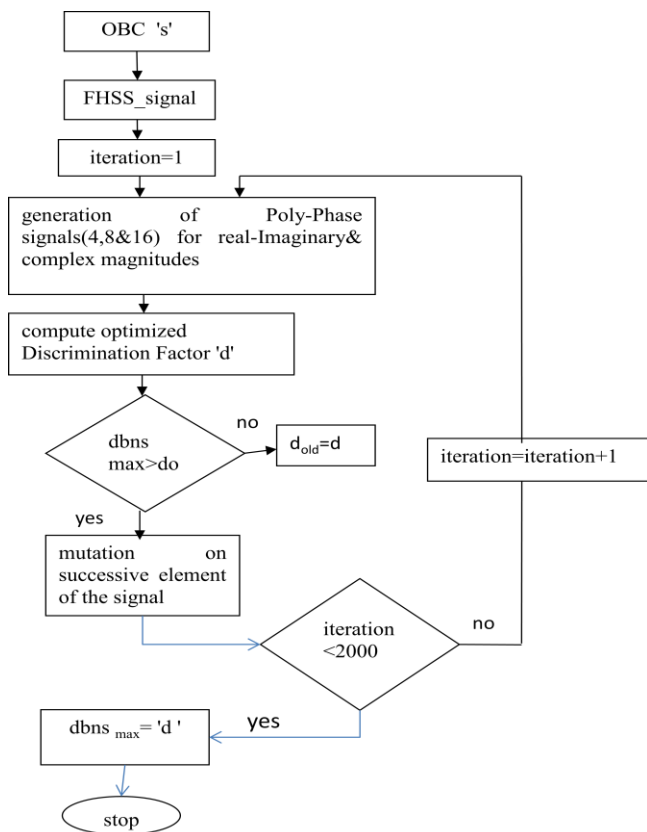 OBC 's'
FHSS_signal
iteration=1
generation of Poly-Phase
signals(4,8&16) for real-Imaginary&
complex magnitudes
compute optimized
Discrimination Factor 'd'
dbns
max>do
no
d_old=d
iteration=iteration+1
yes
mutation on
successive element
of the signal
iteration
<2000
no
yes
dbns max= 'd '
stop